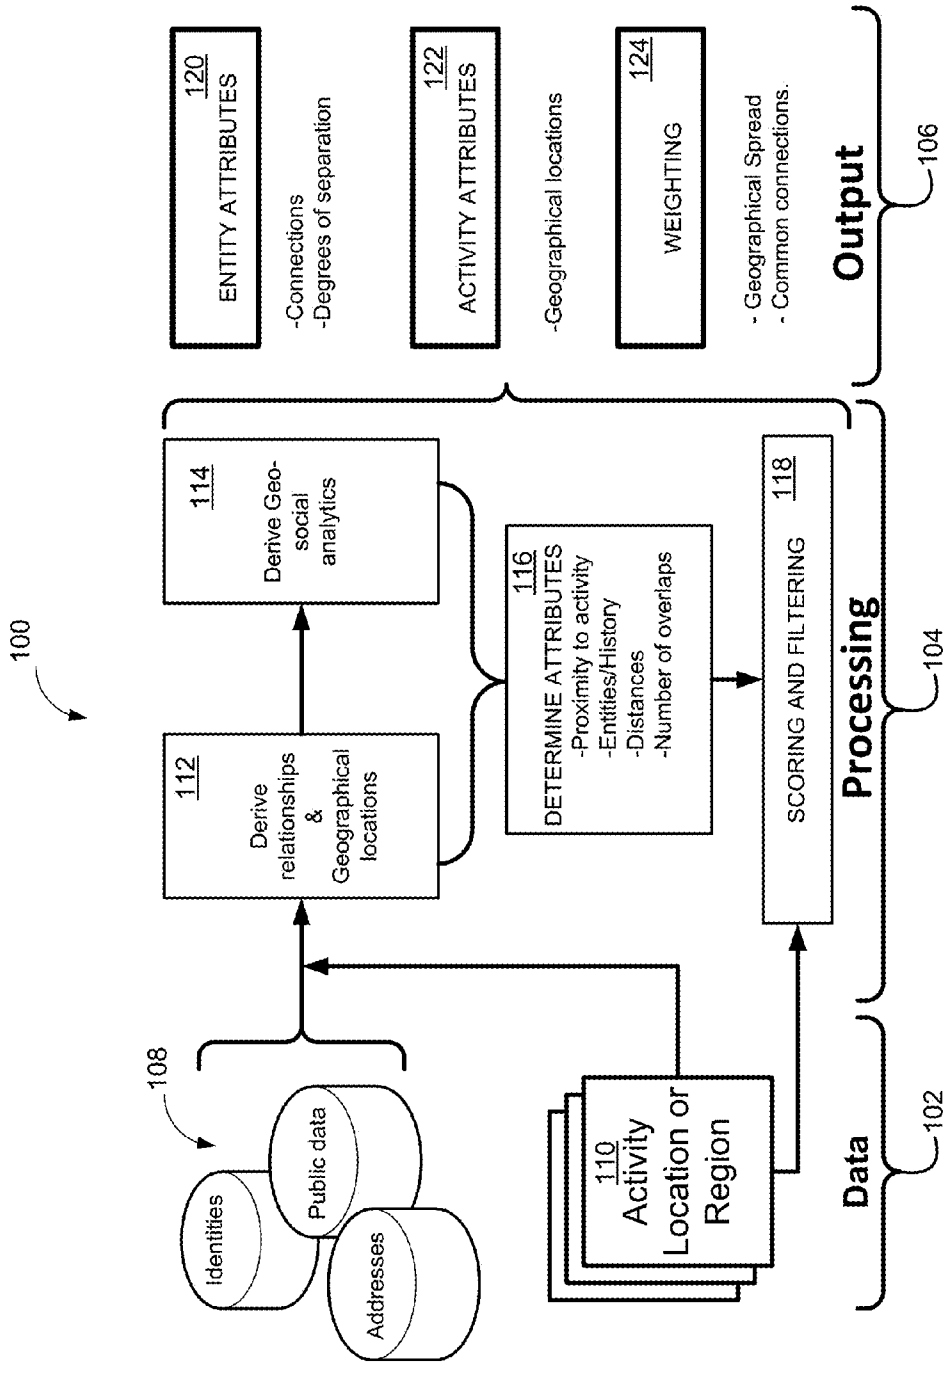 100
108
Identities
Public data
Addresses
110
Activity
Location or
Region
Data
102
112
Derive
relationships
&
Geographical
locations
114
Derive Geo-
social
analytics
DETERMINE ATTRIBUTES 116
-Proximity to activity
-Entities/History
-Distances
-Number of overlaps
SCORING AND FILTERING 118
Processing
104
120
ENTITY ATTRIBUTES
-Connections
-Degrees of separation
122
ACTIVITY ATTRIBUTES
-Geographical locations
124
WEIGHTING
- Geographical Spread
- Common connections.
Output
106